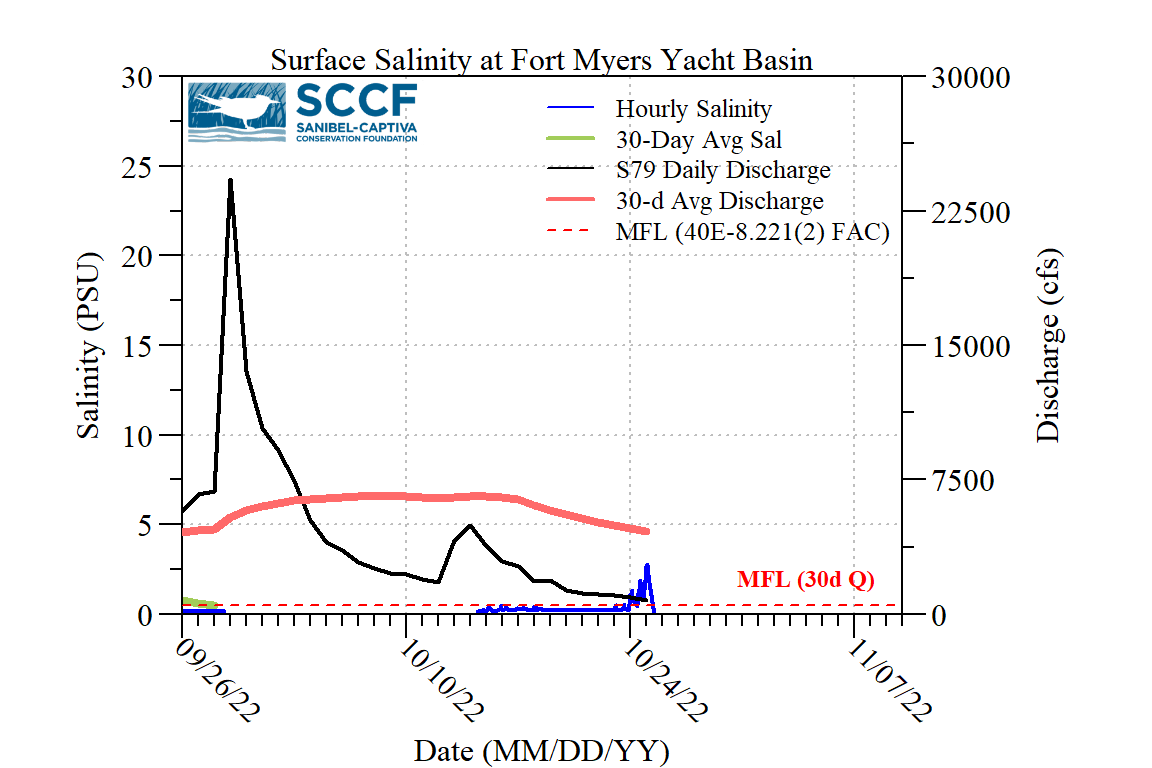 Surface Salinity at Fort Myers Yacht Basin
SCCF
SANIBEL-CAPTIVA
CONSERVATION FOUNDATION
Hourly Salinity
30-Day Avg Sal
S79 Daily Discharge
30-d Avg Discharge
MFL (40E-8.221(2) FAC)
30
25
20
15
10
5
0
Salinity (PSU)
30000
22500
15000
7500
0
Discharge (cfs)
MFL (30d Q)
09/26/22
10/10/22
10/24/22
11/07/22
Date (MM/DD/YY)